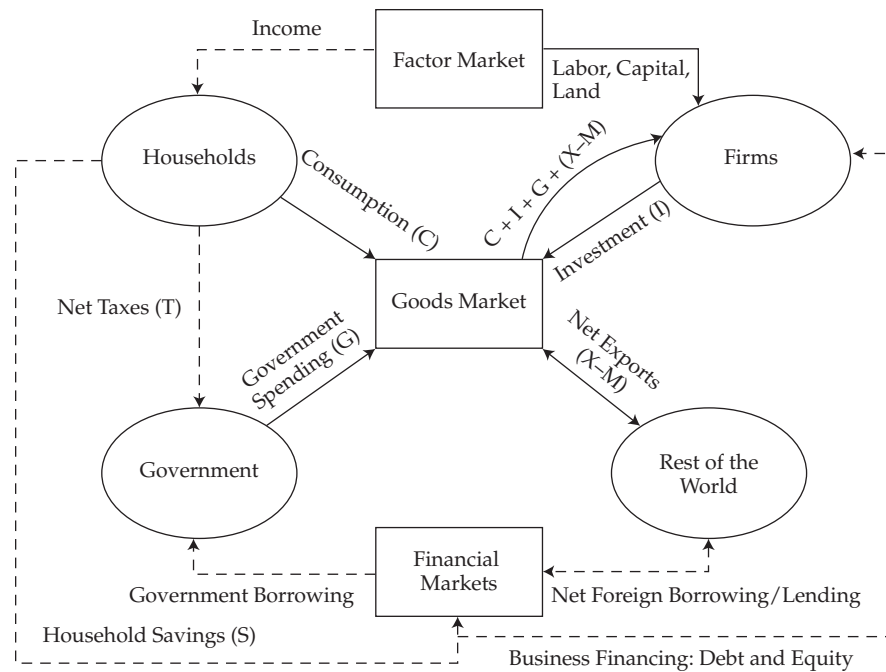 Income
Factor Market
Labor, Capital,
Land
Households
Firms
Consumption (C)
C + I + G + (X–M)
Investment (I)
Goods Market
Net Taxes (T)
Government
Spending (G)
Net Exports
(X–M)
Government
Rest of the
World
Financial
Markets
Government Borrowing
Net Foreign Borrowing/Lending
Household Savings (S)
Business Financing: Debt and Equity